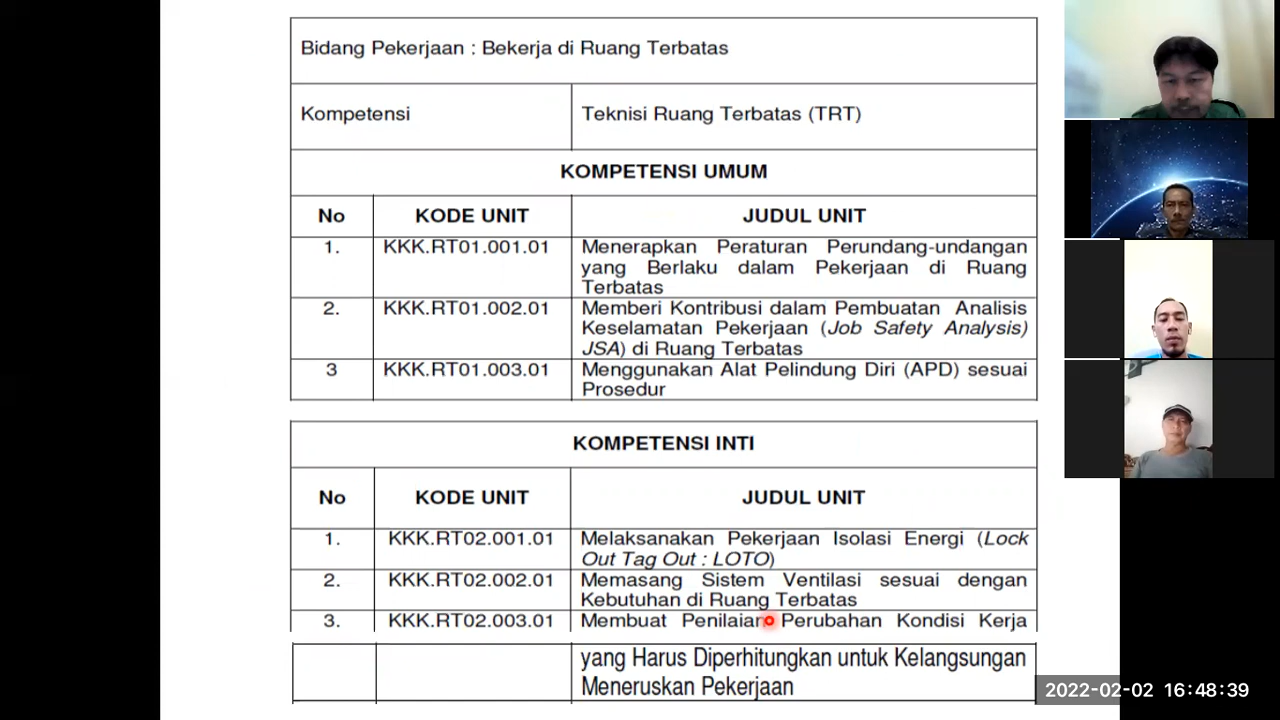 Bidang Pekerjaan : Bekerja di Ruang Terbatas
Kompetensi Teknisi Ruang Terbatas (TRT)
KOMPETENSI UMUM
No KODE UNIT JUDUL UNIT
1. KKK.RT01.001.01 Menerapkan Peraturan Perundang-undangan
yang Berlaku dalam Pekerjaan di Ruang
Terbatas
2. KKK.RT01.002.01 Memberi Kontribusi dalam Pembuatan Analisis
Keselamatan Pekerjaan (Job Safety Analysis)
JSA) di Ruang Terbatas
3 KKK.RT01.003.01 Menggunakan Alat Pelindung Diri (APD) sesuai
Prosedur
KOMPETENSI INTI
No KODE UNIT JUDUL UNIT
1. KKK.RT02.001.01 Melaksanakan Pekerjaan Isolasi Energi (Lock
Out Tag Out : LOTO)
2. KKK.RT02.002.01 Memasang Sistem Ventilasi sesuai dengan
Kebutuhan di Ruang Terbatas
3. KKK.RT02.003.01 Membuat Penilaian Perubahan Kondisi Kerja
yang Harus Diperhitungkan untuk Kelangsungan
Meneruskan Pekerjaan
2022-02-02 16:48:39